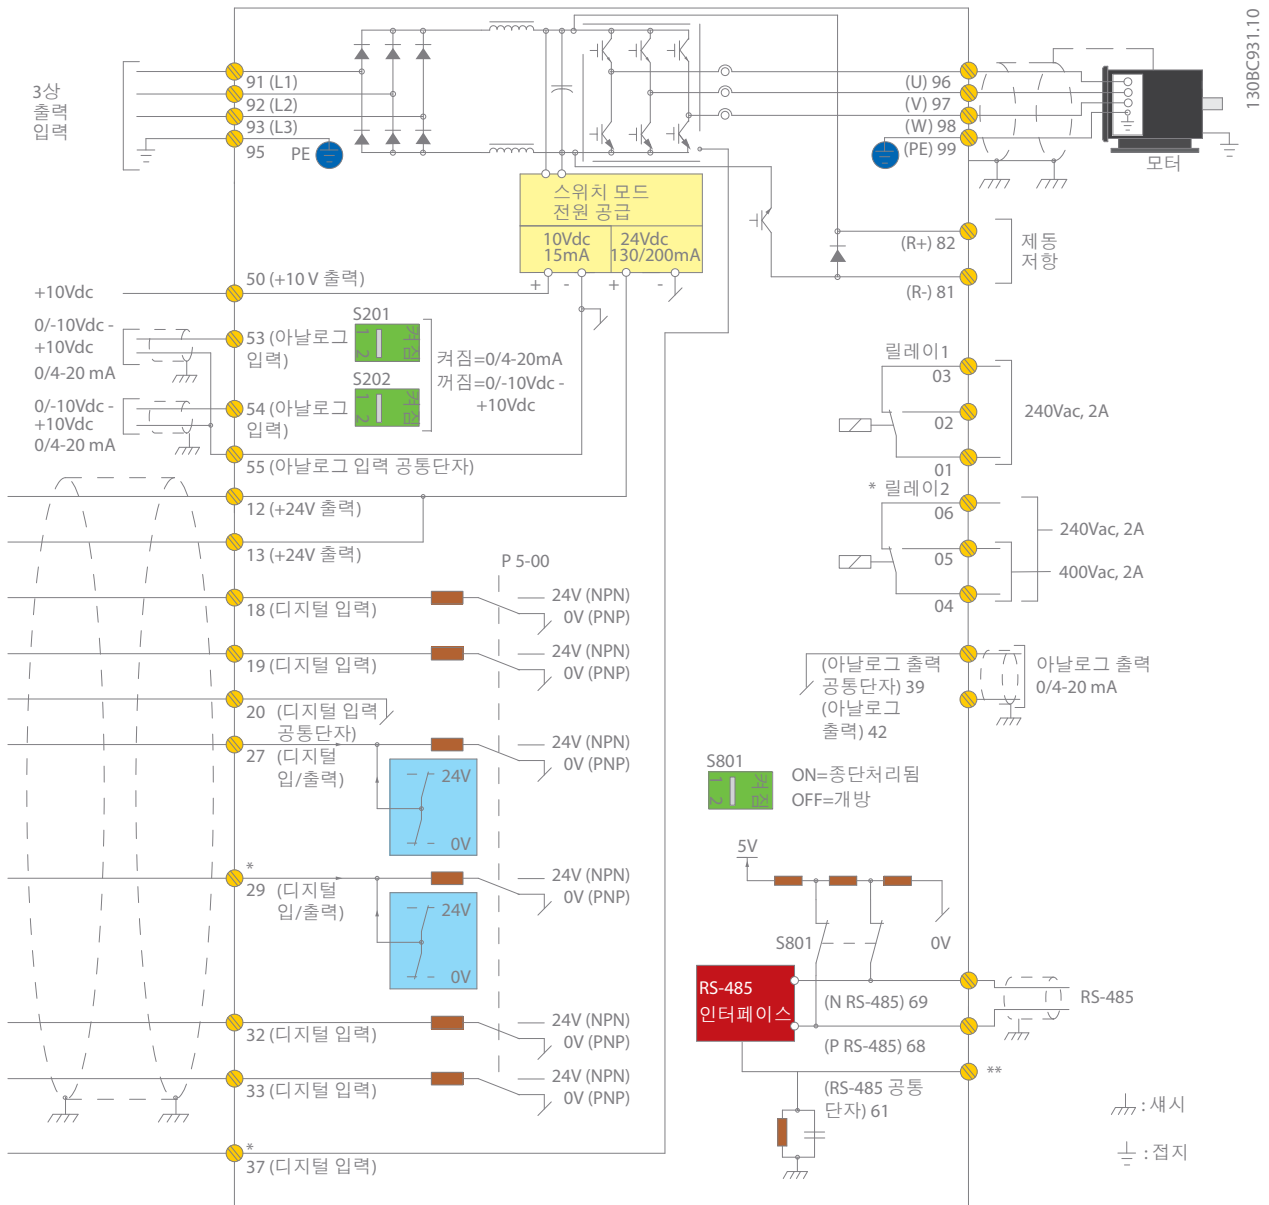 130BC931.10
3상
출력
입력
91 (L1)
92 (L2)
93 (L3)
95
PE
(U) 96
(V) 97
(W) 98
(PE) 99
모터
스위치 모드
전원 공급
10Vdc
15mA
24Vdc
130/200mA
+ - + -
(R+) 82
(R-) 81
제동
저항
+10Vdc
50 (+10 V 출력)
0/-10Vdc -
+10Vdc
0/4-20 mA
53 (아날로그
입력)
S201
1 2
켜짐
0/-10Vdc -
+10Vdc
0/4-20 mA
54 (아날로그
입력)
S202
1 2
켜짐
켜짐=0/4-20mA
꺼짐=0/-10Vdc -
+10Vdc
55 (아날로그 입력 공통단자)
12 (+24V 출력)
13 (+24V 출력)
릴레이1
03
02
01
240Vac, 2A
* 릴레이2
06
05
04
240Vac, 2A
400Vac, 2A
P 5-00
18 (디지털 입력)
24V (NPN)
0V (PNP)
19 (디지털 입력)
24V (NPN)
0V (PNP)
20 (디지털 입력
공통단자)
27 (디지털
입/출력)
24V (NPN)
0V (PNP)
24V
0V
*
29 (디지털
입/출력)
24V (NPN)
0V (PNP)
24V
0V
32 (디지털 입력)
24V (NPN)
0V (PNP)
33 (디지털 입력)
24V (NPN)
0V (PNP)
*
37 (디지털 입력)
(아날로그 출력
공통단자) 39
(아날로그
출력) 42
아날로그 출력
0/4-20 mA
S801
1 2
켜짐
ON=종단처리됨
OFF=개방
5V
S801
0V
RS-485
인터페이스
(N RS-485) 69
(P RS-485) 68
RS-485
(RS-485 공통
단자) 61
**
: 섀시
: 접지